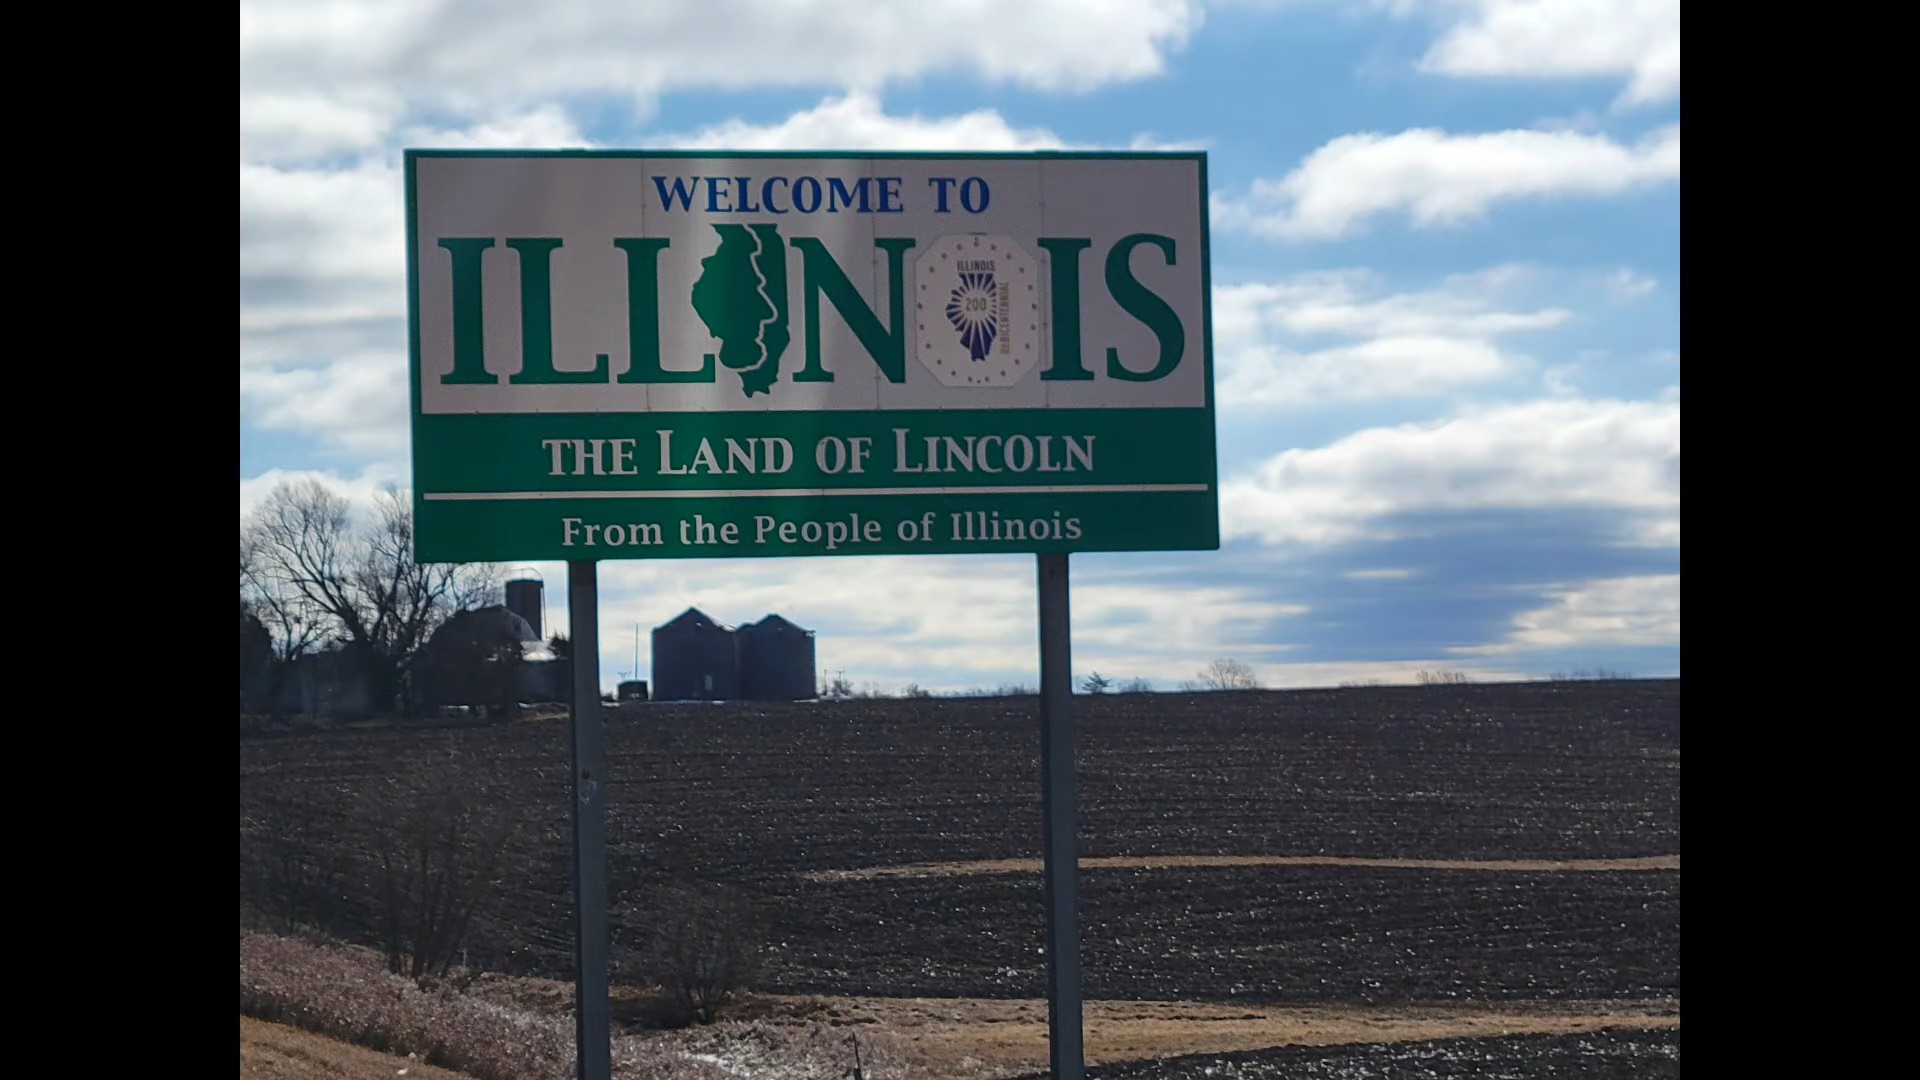 WELCOME TO
ILLINOIS
ILLINOIS
200
BICENTENNIAL
THE LAND OF LINCOLN
From the People of Illinois